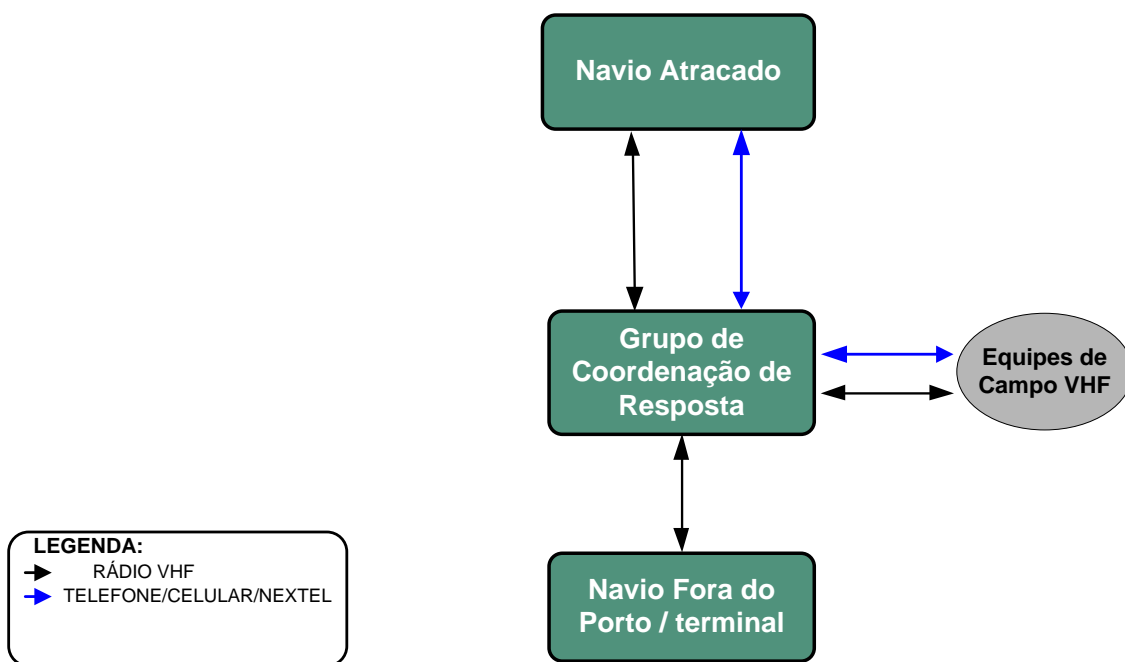 Navio Atracado
Grupo de
Coordenação de
Resposta
Equipes de
Campo VHF
Navio Fora do
Porto / terminal
LEGENDA:
RÁDIO VHF
TELEFONE/CELULAR/NEXTEL